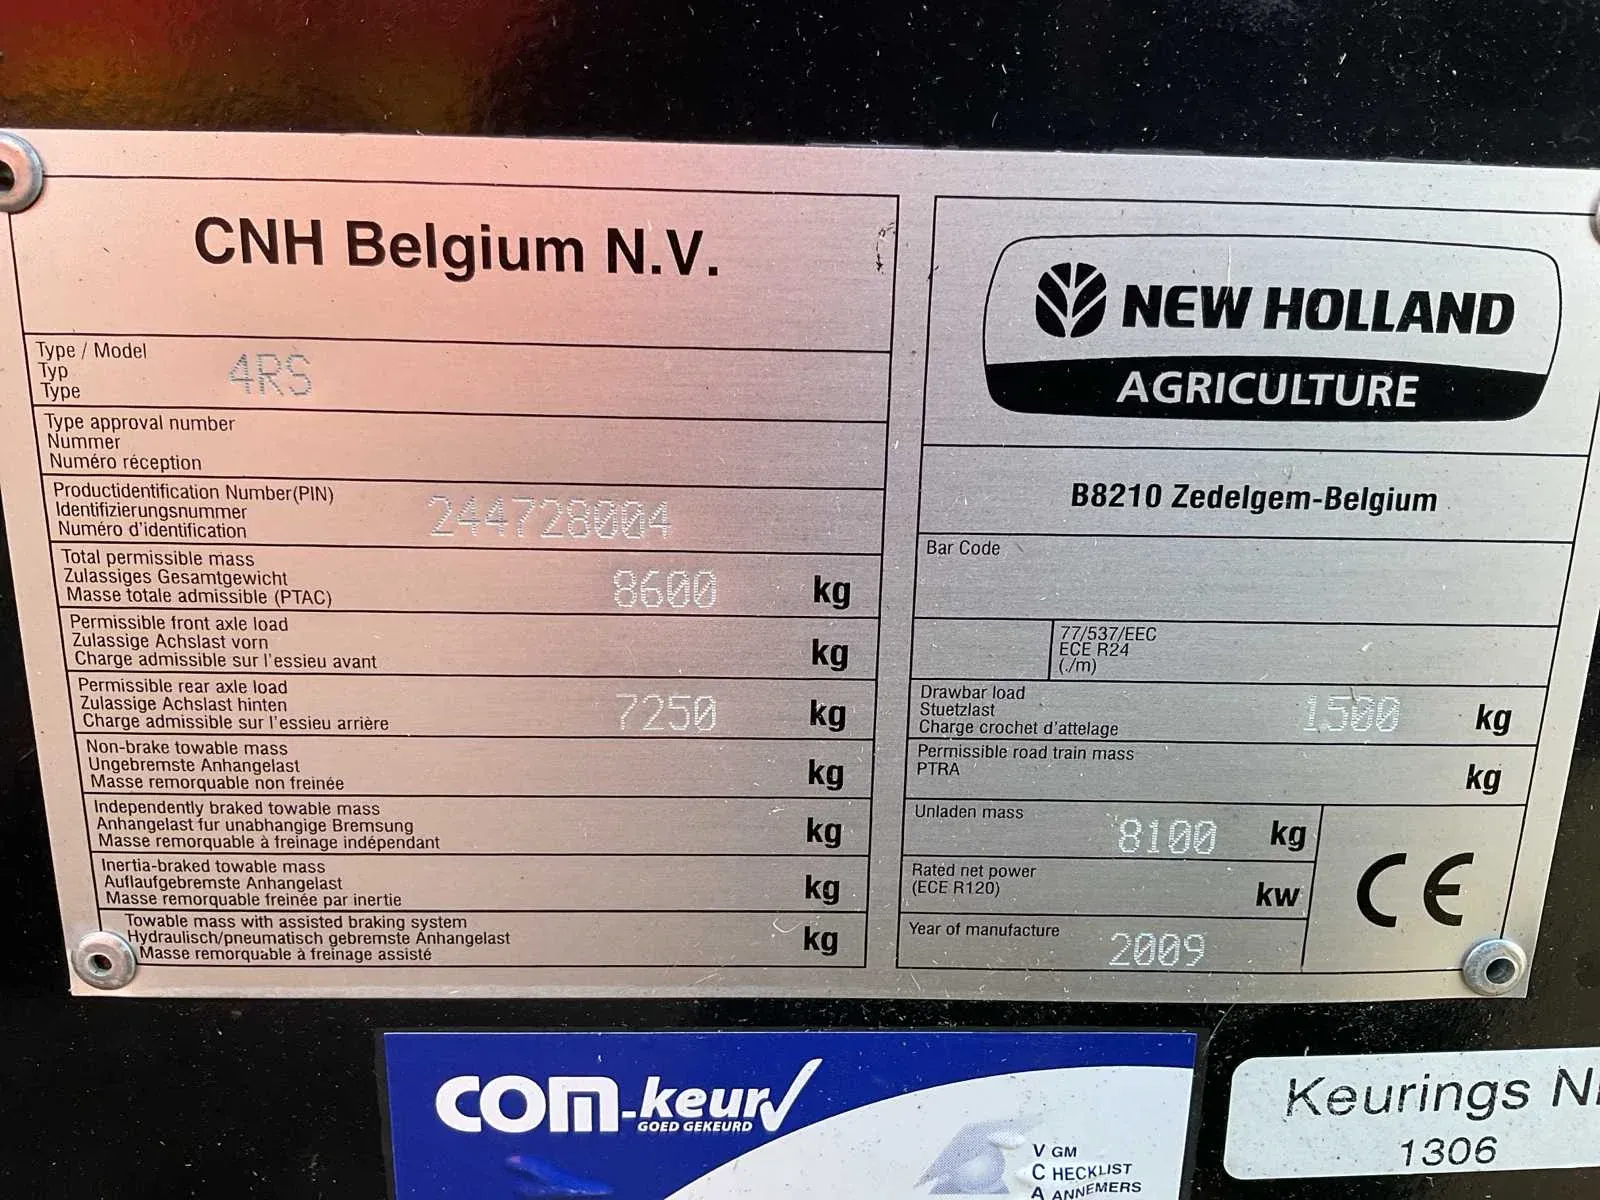 CNH Belgium N.V.
Type / Model
Typ
Type
4RS
Type approval number
Nummer
Numéro réception
Productidentification Number(PIN)
Identifizierungsnummer
Numéro d'identification
244728004
Total permissible mass
Zulassiges Gesamtgewicht
Masse totale admissible (PTAC)
8600 kg
Permissible front axle load
Zulassige Achslast vorn
Charge admissible sur l'essieu avant
kg
Permissible rear axle load
Zulassige Achslast hinten
Charge admissible sur l'essieu arrière
7250 kg
Non-brake towable mass
Ungebremste Anhangelast
Masse remorquable non freinée
kg
Independently braked towable mass
Anhangelast fur unabhangige Bremsung
Masse remorquable à freinage indépendant
kg
Inertia-braked towable mass
Auflaufgebremste Anhangelast
Masse remorquable freinée par inertie
kg
Towable mass with assisted braking system
Hydraulisch/pneumatisch gebremste Anhangelast
Masse remorquable à freinage assisté
kg
NEW HOLLAND
AGRICULTURE
B8210 Zedelgem-Belgium
Bar Code
77/537/EEC
ECE R24
(./m)
Drawbar load
Stuetzlast
Charge crochet d'attelage
1500 kg
Permissible road train mass
PTRA
kg
Unladen mass
8100 kg
Rated net power
(ECE R120)
kw
Year of manufacture
2009
CE
COM-keur
GOED GEKEURD
V GM
C HECKLIST
A ANNEMERS
Keurings
1306